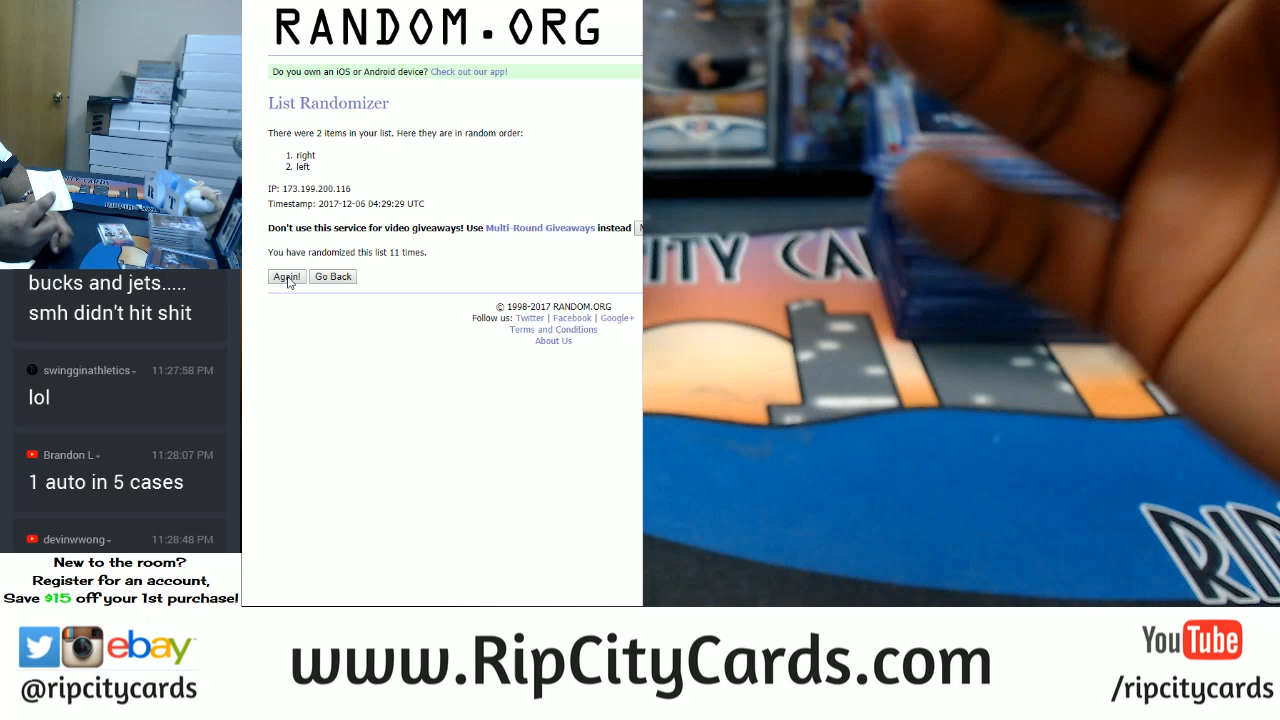 RANDOM.ORG
Do you own an iOS or Android device? Check out our app!
List Randomizer
There were 2 items in your list. Here they are in random order:
1. right
2. left
IP: 173.199.200.116
Timestamp: 2017-12-06 04:29:29 UTC
Don't use this service for video giveaways! Use Multi-Round Giveaways instead
You have randomized this list 11 times.
Again! Go Back
© 1998-2017 RANDOM.ORG
Follow us: Twitter | Facebook | Google+
Terms and Conditions
About Us
bucks and jets.....
smh didn't hit shit
swingginathletics 11:27:58 PM
lol
Brandon L 11:28:07 PM
1 auto in 5 cases
devinwwong 11:28:48 PM
New to the room?
Register for an account,
Save $15 off your 1st purchase!
ITY CA
RIP
ebay
@ripcitycards
www.RipCityCards.com
YouTube
/ripcitycards